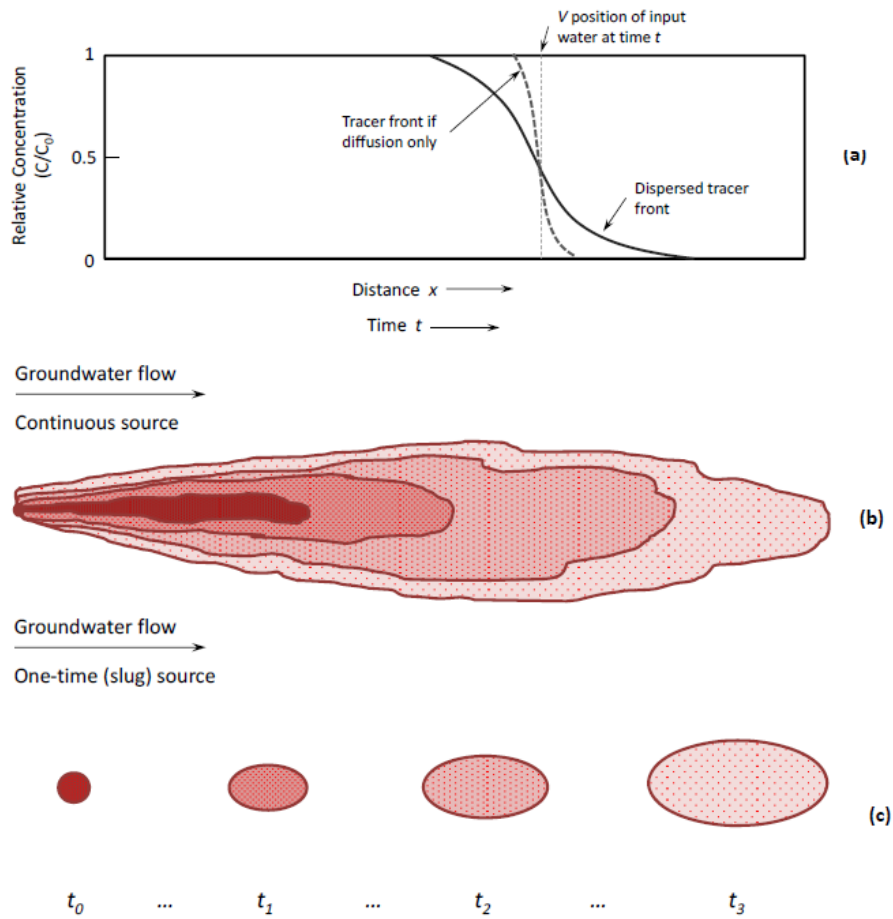 V position of input
water at time t
Relative Concentration
(C/C0)
1
0.5
0
Tracer front if
diffusion only
Dispersed tracer
front
(a)
Distance x
Time t
Groundwater flow
Continuous source
(b)
Groundwater flow
One-time (slug) source
(c)
t0 ... t1 ... t2 ... t3